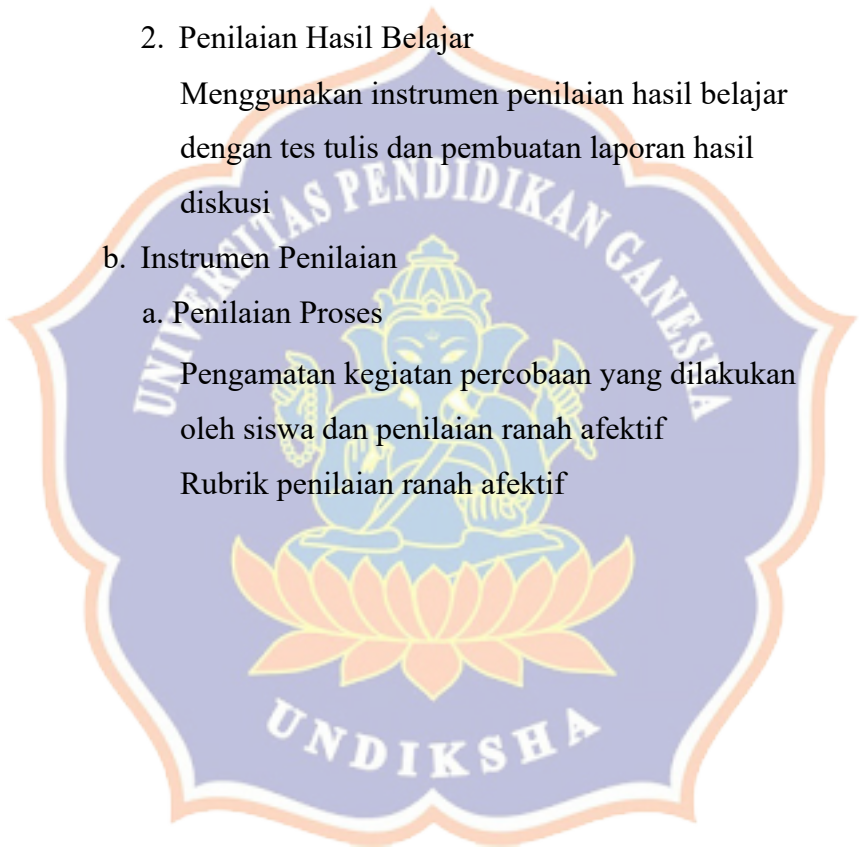 2. Penilaian Hasil Belajar
Menggunakan instrumen penilaian hasil belajar
dengan tes tulis dan pembuatan laporan hasil
diskusi
b. Instrumen Penilaian
a. Penilaian Proses
Pengamatan kegiatan percobaan yang dilakukan
oleh siswa dan penilaian ranah afektif
Rubrik penilaian ranah afektif
UNIVERSITAS PENDIDIKAN GANESHA
UNDIKSHA